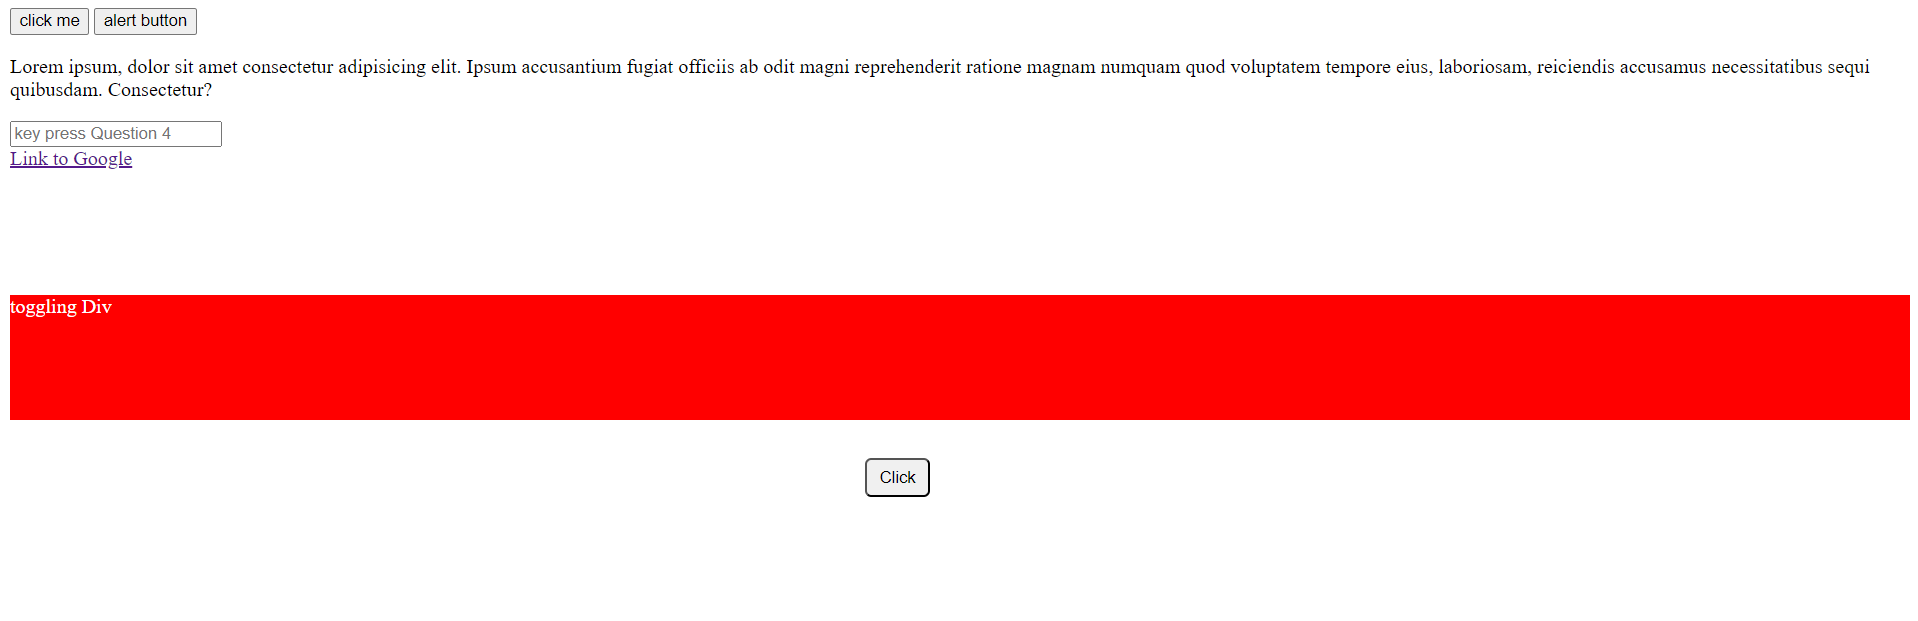 click me alert button
Lorem ipsum, dolor sit amet consectetur adipisicing elit. Ipsum accusantium fugiat officiis ab odit magni reprehenderit ratione magnam numquam quod voluptatem tempore eius, laboriosam, reiciendis accusamus necessitatibus sequi
quibusdam. Consectetur?
key press Question 4
Link to Google
toggling Div
Click